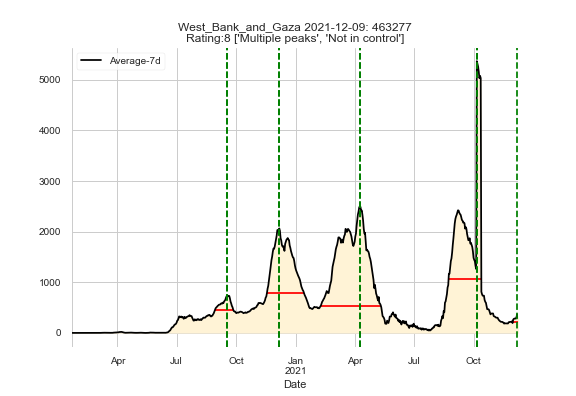 West_Bank_and_Gaza 2021-12-09: 463277
Rating:8 ['Multiple peaks', 'Not in control']
Average-7d
5000
4000
3000
2000
1000
0
Apr Jul Oct Jan Apr Jul Oct
2021
Date